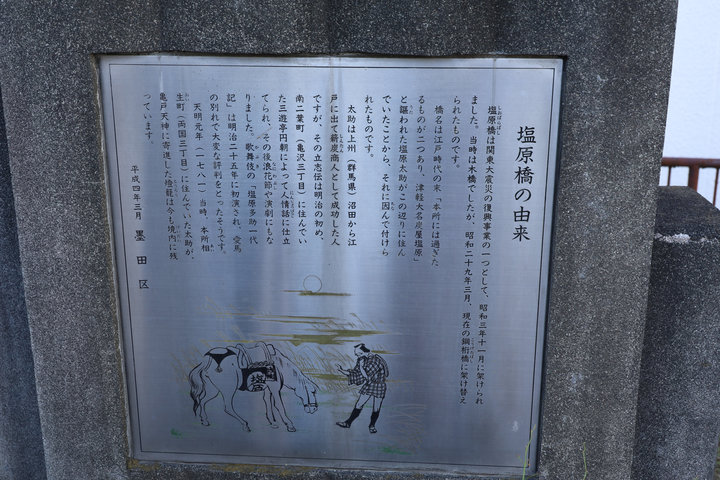 塩原橋の由来
塩原橋は関東大震災の復興事業の一つとして、昭和三年十一月に架けられ
ました。当時は木橋でしたが、昭和二十九年三月、現在の鋼桁橋に架け替え
られたものです。
橋名は江戸時代の末「本所には過ぎた
るものが二つあり、津軽大名炭屋塩原」
と謳われた塩原太助がこの辺りに住ん
でいたことから、それに因んで付けら
れたものです。
太助は上州（群馬県）沼田から江
戸に出て薪炭商人として成功した人
ですが、その立志伝は明治の初め、
南二葉町（亀沢三丁目）に住んでい
た三遊亭円朝によって人情話に仕立
てられ、その後浪花節や演劇にもな
りました。歌舞伎の「塩原多助一代
記」は明治二十五年に初演され、愛馬
の別れで大変な評判をとったそうです。
天明元年（一七八一）当時、本所相
生町（両国三丁目）に住んでいた太助が、
亀戸天神に寄進した燈籠は今も境内に残
っています。
平成四年三月　墨田区